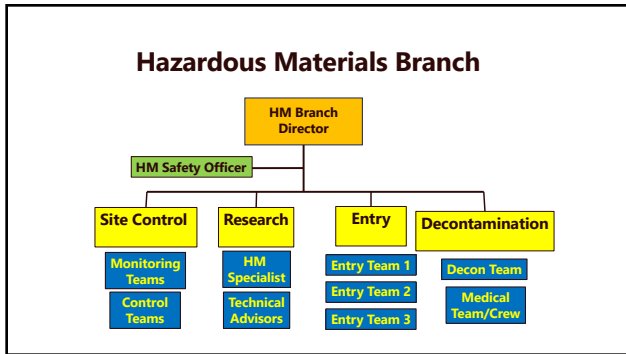 Hazardous Materials Branch
HM Branch
Director
HM Safety Officer
Site Control
Research
Entry
Decontamination
Monitoring
Teams
Control
Teams
HM
Specialist
Technical
Advisors
Entry Team 1
Entry Team 2
Entry Team 3
Decon Team
Medical
Team/Crew